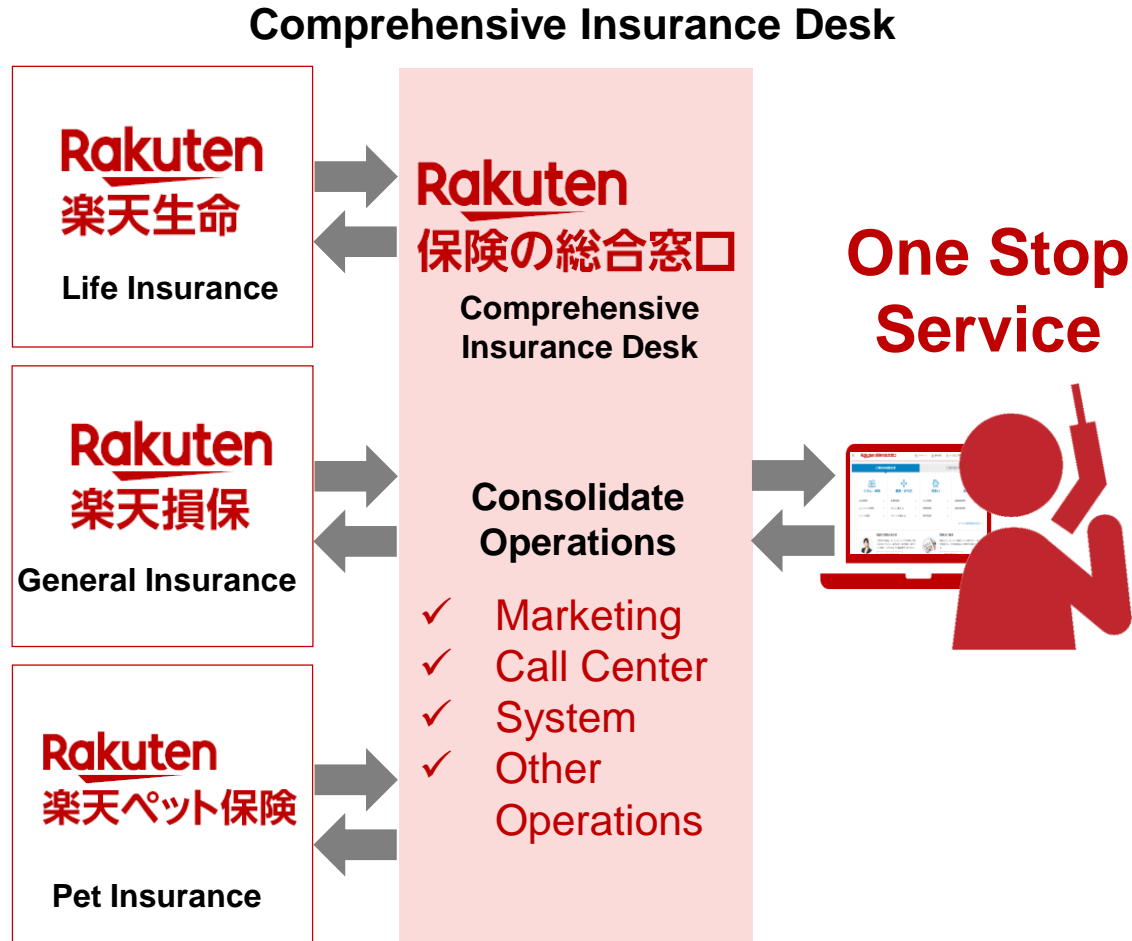 Comprehensive Insurance Desk
Rakuten
楽天生命
Life Insurance
Rakuten
楽天損保
General Insurance
Rakuten
楽天ペット保険
Pet Insurance
Rakuten
保険の総合窓口
Comprehensive
Insurance Desk
Consolidate
Operations
✓ Marketing
✓ Call Center
✓ System
✓ Other
Operations
One Stop
Service